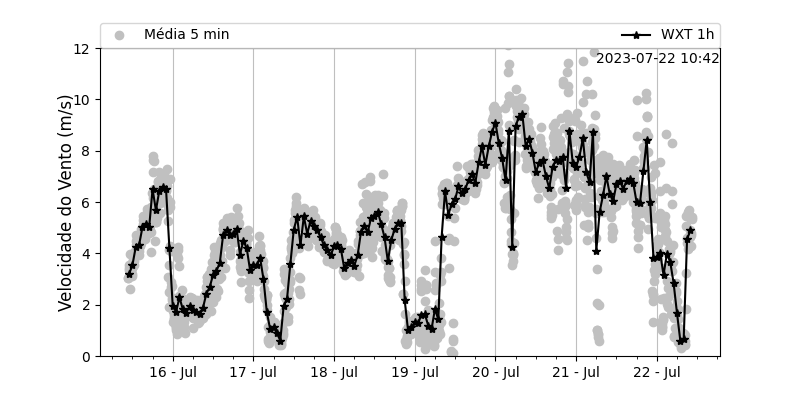 Média 5 min
WXT 1h
2023-07-22 10:42
Velocidade do Vento (m/s)
12
10
8
6
4
2
0
16 - Jul
17 - Jul
18 - Jul
19 - Jul
20 - Jul
21 - Jul
22 - Jul